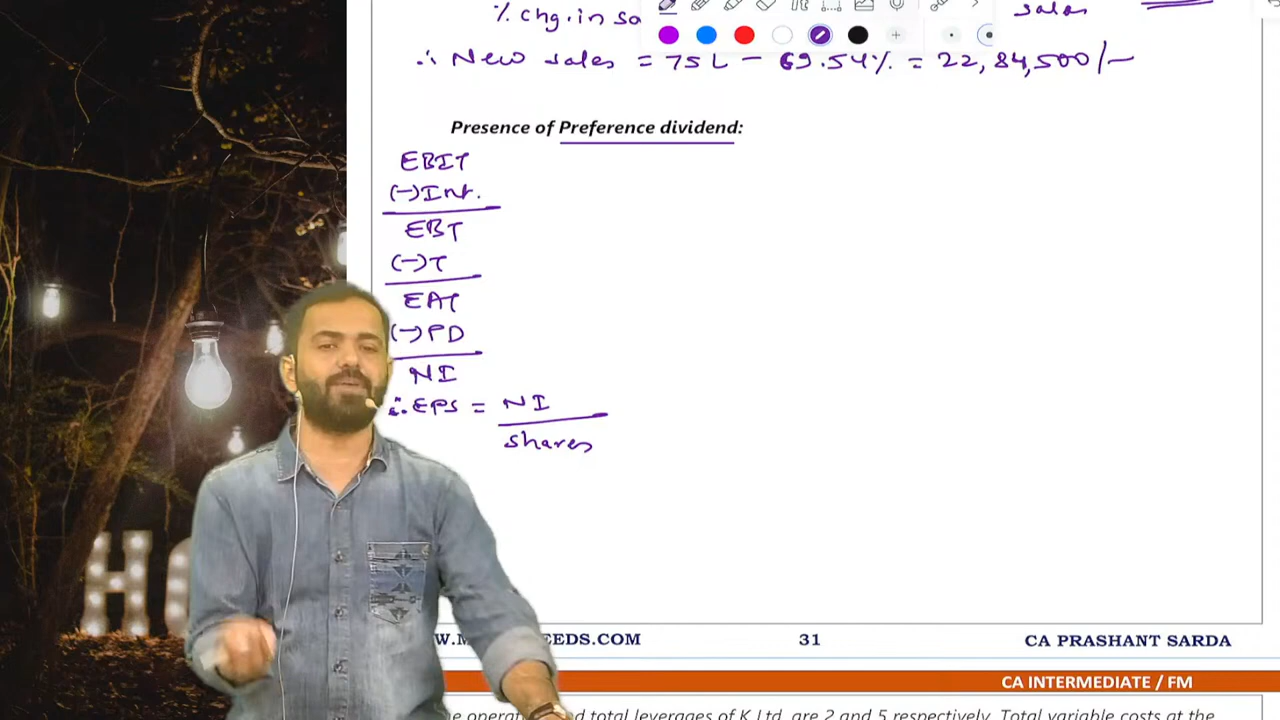 % chg. in sa
sales
∴ New sales = 75 L - 69.54% = 22,84,500/-
Presence of Preference dividend:
EBIT
(-) Int.
EBT
(-) T
EAT
(-) PD
NI
∴ EPS = NI
shares
EEDS.COM 31 CA PRASHANT SARDA
CA INTERMEDIATE / FM
d total leverages of K Ltd. are 2 and 5 respectively. Total variable costs at the